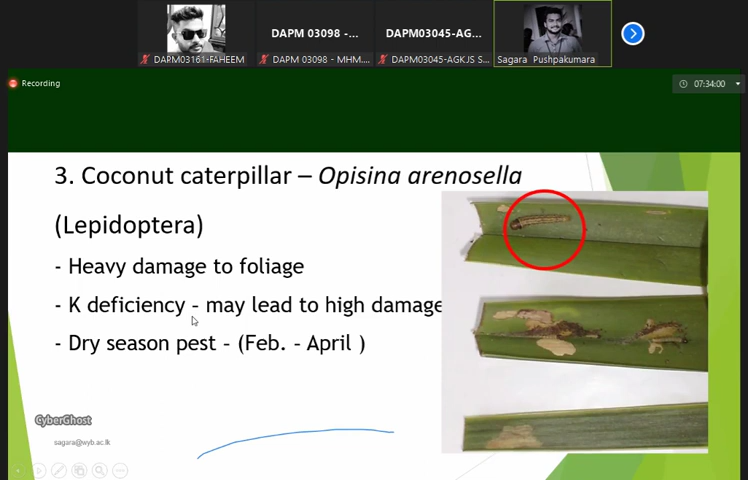 DAPM 03098 - ...
DAPM03045-AG...
DAPM03161-FAHEEM
DAPM 03098 - MHM....
DAPM03045-AGKJS S...
Sagara Pushpakumara
Recording
07:34:00
3. Coconut caterpillar – Opisina arenosella
(Lepidoptera)
- Heavy damage to foliage
- K deficiency - may lead to high damage
- Dry season pest - (Feb. - April )
CyberGhost
sagara@wyb.ac.lk